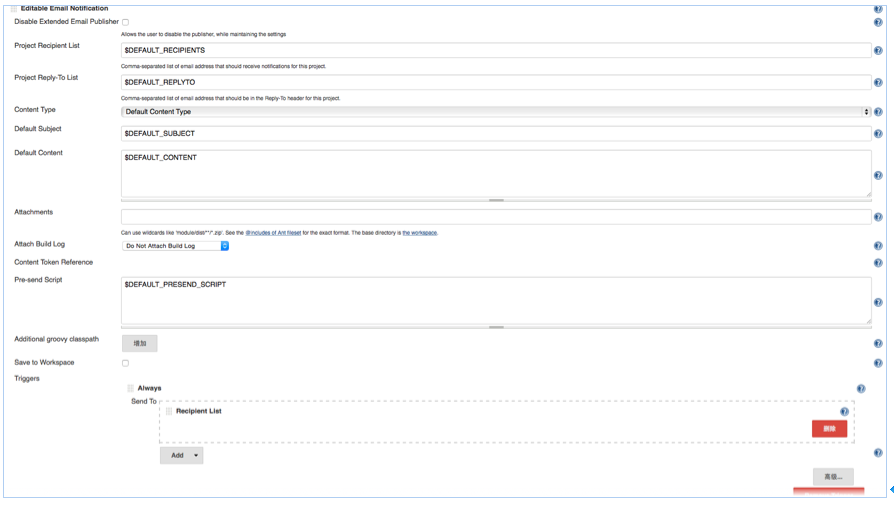 Editable Email Notification
Disable Extended Email Publisher
Allows the user to disable the publisher, while maintaining the settings
Project Recipient List
$DEFAULT_RECIPIENTS
Comma-separated list of email address that should receive notifications for this project.
Project Reply-To List
$DEFAULT_REPLYTO
Comma-separated list of email address that should be in the Reply-To header for this project.
Content Type
Default Content Type
Default Subject
$DEFAULT_SUBJECT
Default Content
$DEFAULT_CONTENT
Attachments
Can use wildcards like 'module/dist/**/*.zip'. See the @includes of Ant fileset for the exact format. The base directory is the workspace.
Attach Build Log
Do Not Attach Build Log
Content Token Reference
Pre-send Script
$DEFAULT_PRESEND_SCRIPT
Additional groovy classpath
增加
Save to Workspace
Triggers
Always
Send To
Recipient List
删除
Add
高级...